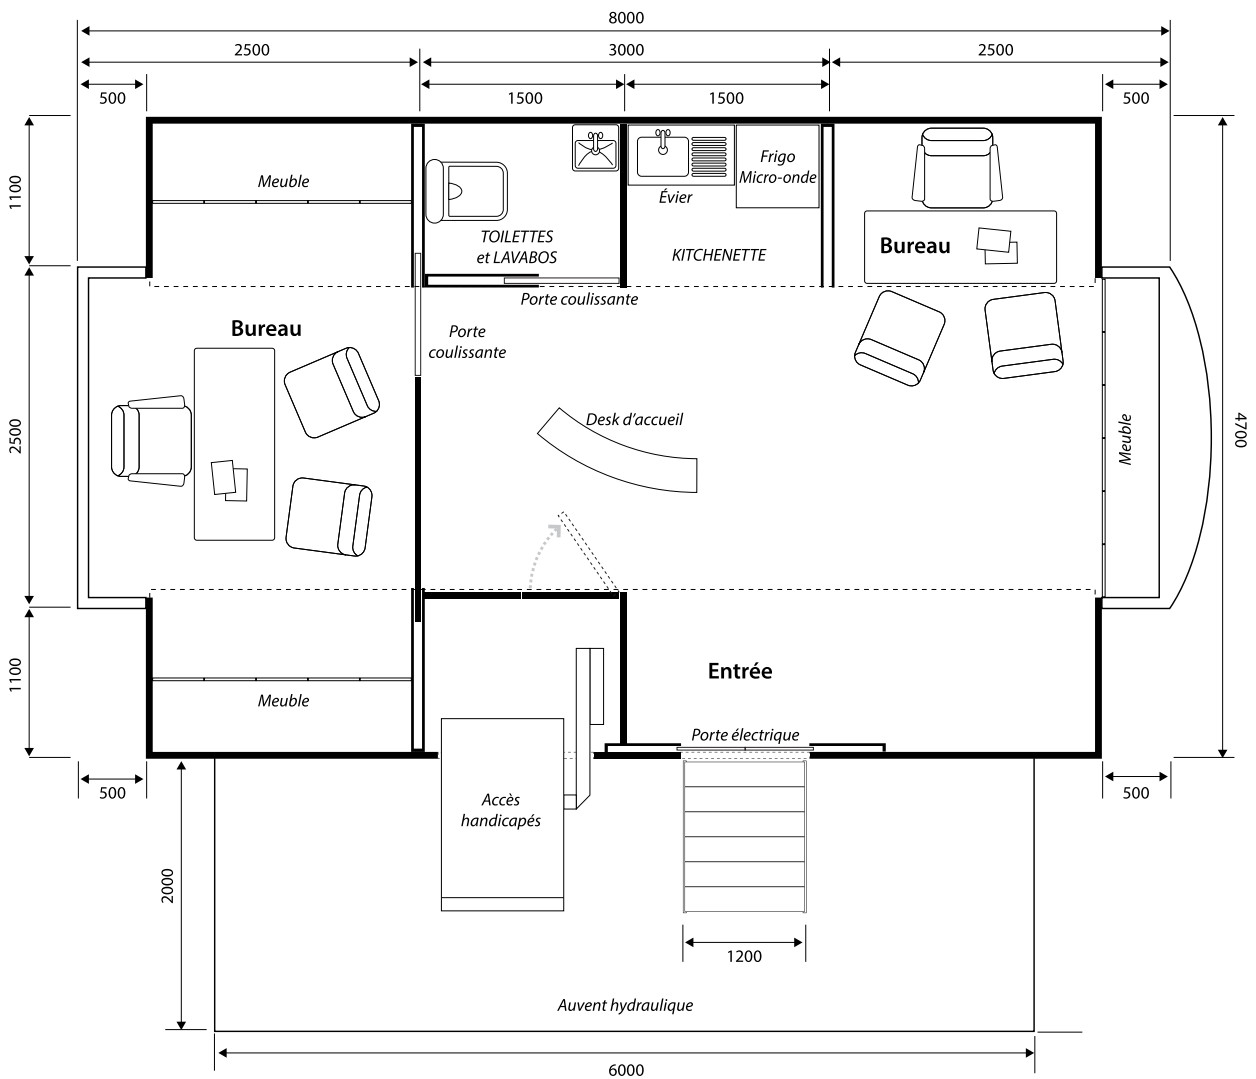 8000
2500
3000
2500
500
1500
1500
500
1100
Meuble
TOILETTES
et LAVABOS
Évier
Frigo
Micro-onde
KITCHENETTE
Bureau
Porte coulissante
Bureau
Porte
coulissante
2500
Desk d'accueil
Meuble
4700
1100
Meuble
Entrée
Porte électrique
500
Accès
handicapés
500
2000
1200
Auvent hydraulique
6000